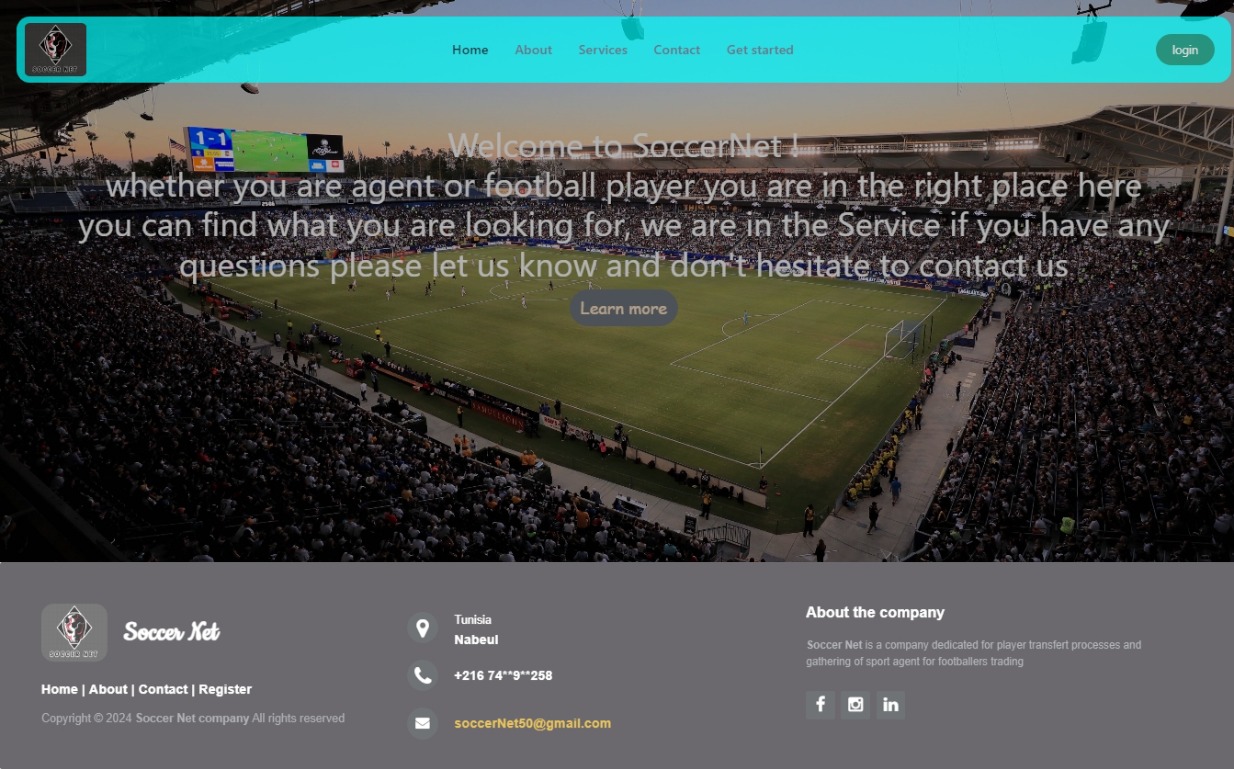 SOCCER NET
Home About Services Contact Get started
login
1 - 1
Welcome to SoccerNet !
whether you are agent or football player you are in the right place here
you can find what you are looking for, we are in the Service if you have any
questions please let us know and don't hesitate to contact us
Learn more
SOCCER NET
Soccer Net
Home | About | Contact | Register
Copyright © 2024 Soccer Net company All rights reserved
Tunisia
Nabeul
+216 74**9**258
soccerNet50@gmail.com
About the company
Soccer Net is a company dedicated for player transfert processes and
gathering of sport agent for footballers trading